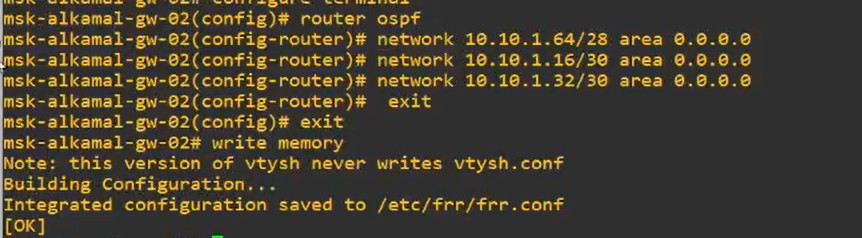 msk-alkamal-gw-02# configure terminal
msk-alkamal-gw-02(config)# router ospf
msk-alkamal-gw-02(config-router)# network 10.10.1.64/28 area 0.0.0.0
msk-alkamal-gw-02(config-router)# network 10.10.1.16/30 area 0.0.0.0
msk-alkamal-gw-02(config-router)# network 10.10.1.32/30 area 0.0.0.0
msk-alkamal-gw-02(config-router)#  exit
msk-alkamal-gw-02(config)# exit
msk-alkamal-gw-02# write memory
Note: this version of vtysh never writes vtysh.conf
Building Configuration...
Integrated configuration saved to /etc/frr/frr.conf
[OK]